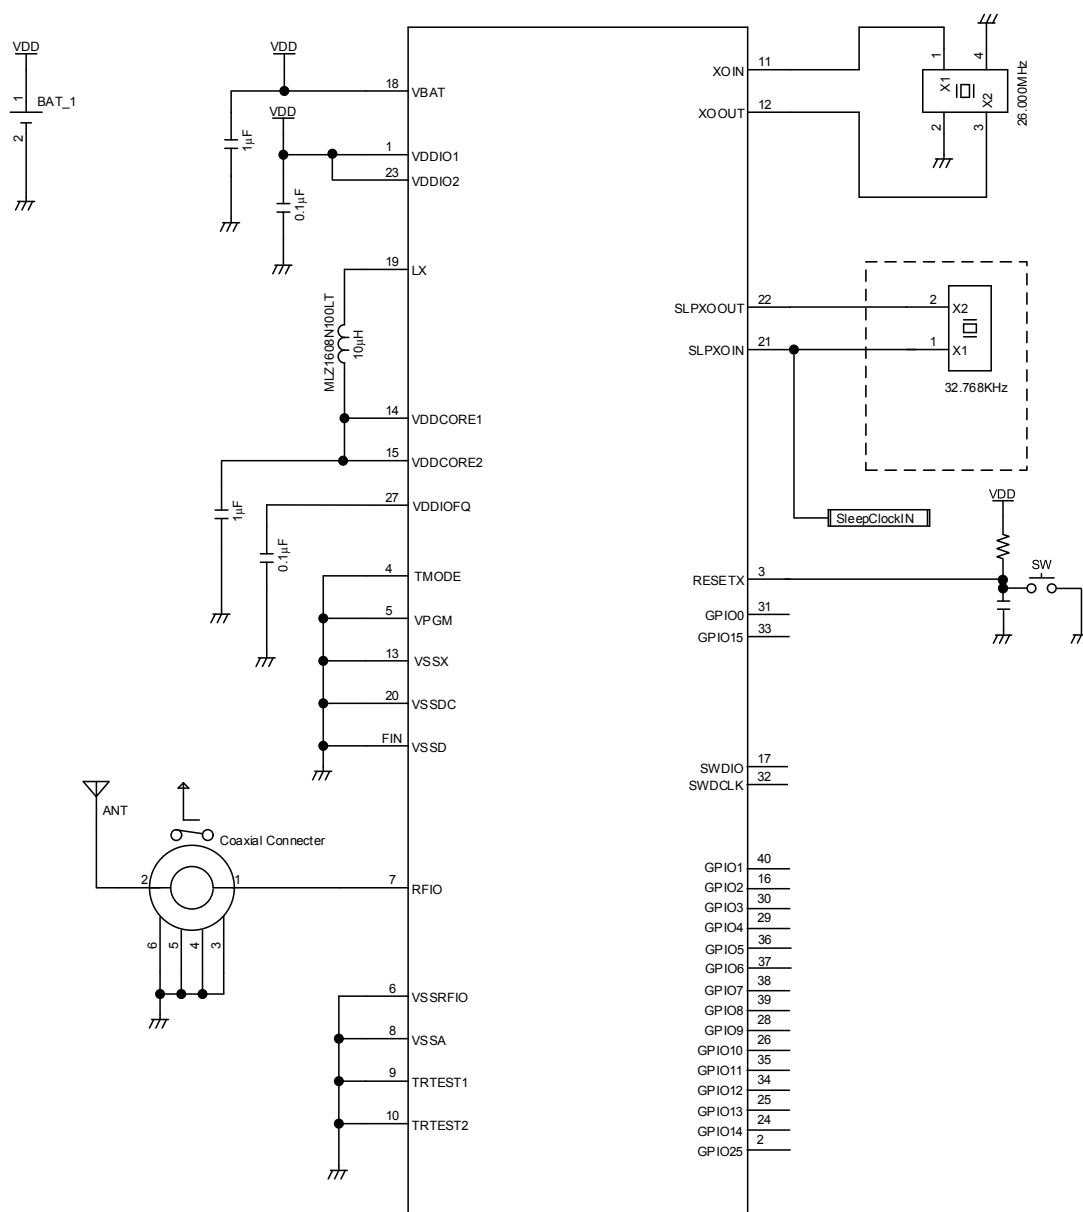 VDD
1
BAT_1
2
VDD
18 VBAT
1µF
VDD
1 VDDIO1
23 VDDIO2
0.1µF
19 LX
MLZ1608N100LT
10µH
14 VDDCORE1
15 VDDCORE2
1µF
27 VDDIOFQ
0.1µF
4 TMODE
5 VPGM
13 VSSX
20 VSSDC
FIN VSSD
ANT
Coaxial Connecter
2 1
7 RFIO
6 5 4 3
6 VSSRFIO
8 VSSA
9 TRTEST1
10 TRTEST2
XOIN 11
XOOUT 12
1 4
X1 X2
2 3
26.000MHz
SLPXOOUT 22
2 X2
SLPXOIN 21
1 X1
32.768KHz
SleepClockIN
VDD
SW
RESETX 3
GPIO0 31
GPIO15 33
SWDIO 17
SWDCLK 32
GPIO1 40
GPIO2 16
GPIO3 30
GPIO4 29
GPIO5 36
GPIO6 37
GPIO7 38
GPIO8 39
GPIO9 28
GPIO10 26
GPIO11 35
GPIO12 34
GPIO13 25
GPIO14 24
GPIO25 2